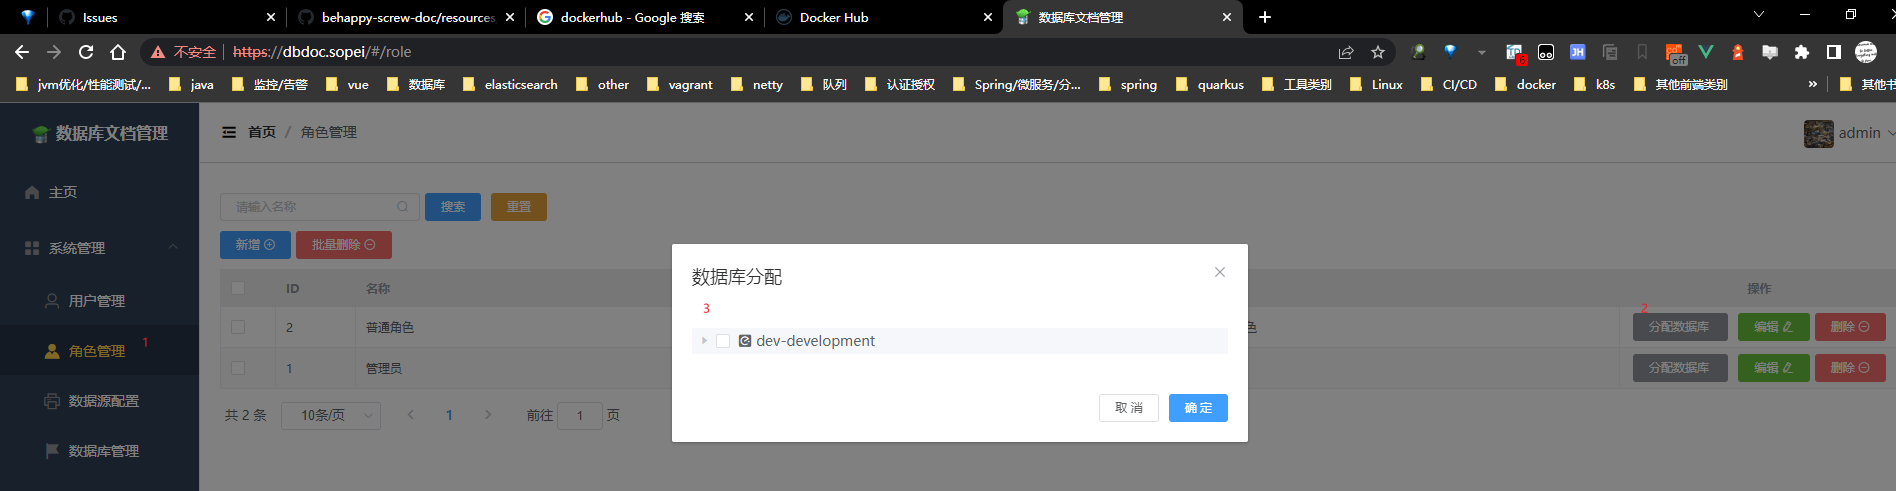 Issues
behappy-screw-doc/resources
dockerhub - Google 搜索
Docker Hub
数据库文档管理
不安全 | https://dbdoc.sopei/#/role
6
off
jvm优化/性能测试/...
java
监控/告警
vue
数据库
elasticsearch
other
vagrant
netty
队列
认证授权
Spring/微服务/分...
spring
quarkus
工具类别
Linux
CI/CD
docker
k8s
其他前端类别
»
其他书
数据库文档管理
首页 / 角色管理
admin
主页
系统管理
用户管理
角色管理 1
数据源配置
数据库管理
请输入名称
搜索
重置
新增
批量删除
ID 名称 操作
2 普通角色 色 2 分配数据库 编辑 删除
1 管理员 分配数据库 编辑 删除
共 2 条 10条/页 1 前往 1 页
数据库分配
3
dev-development
取消 确定